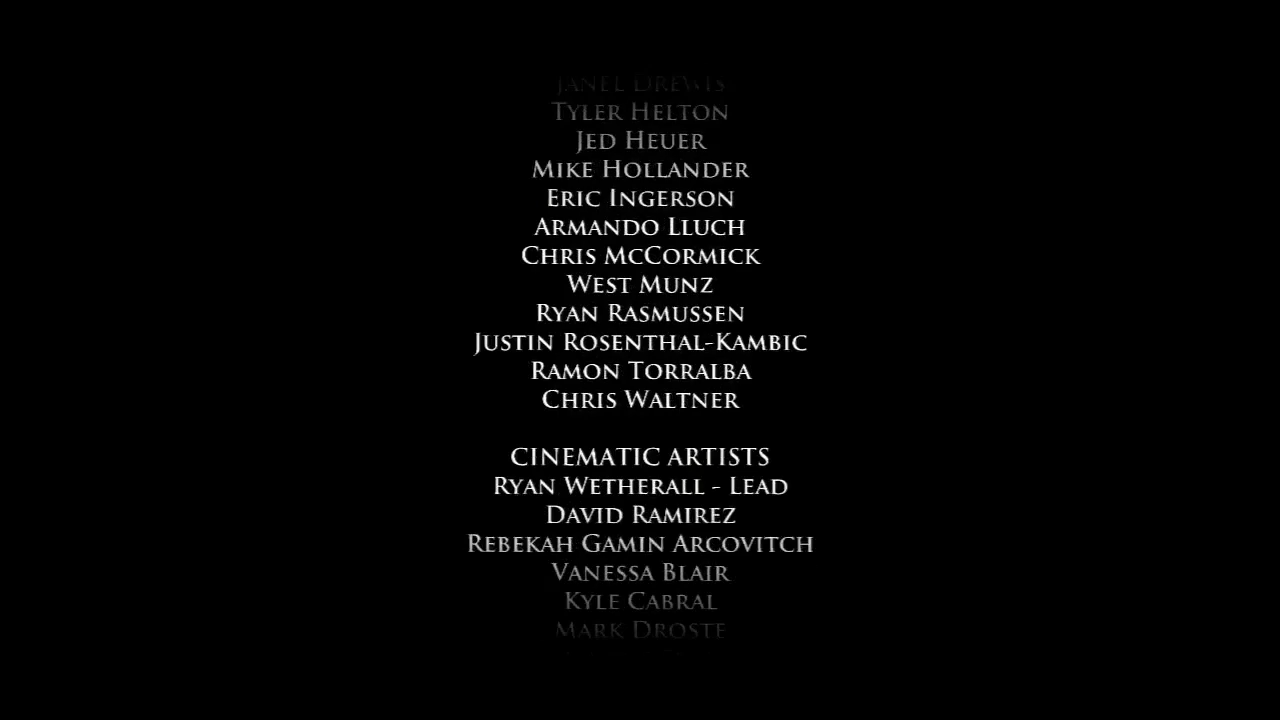 Janel Drewis
Tyler Helton
Jed Heuer
Mike Hollander
Eric Ingerson
Armando Lluch
Chris McCormick
West Munz
Ryan Rasmussen
Justin Rosenthal-Kambic
Ramon Torralba
Chris Waltner
CINEMATIC ARTISTS
Ryan Wetherall - Lead
David Ramirez
Rebekah Gamin Arcovitch
Vanessa Blair
Kyle Cabral
Mark Droste